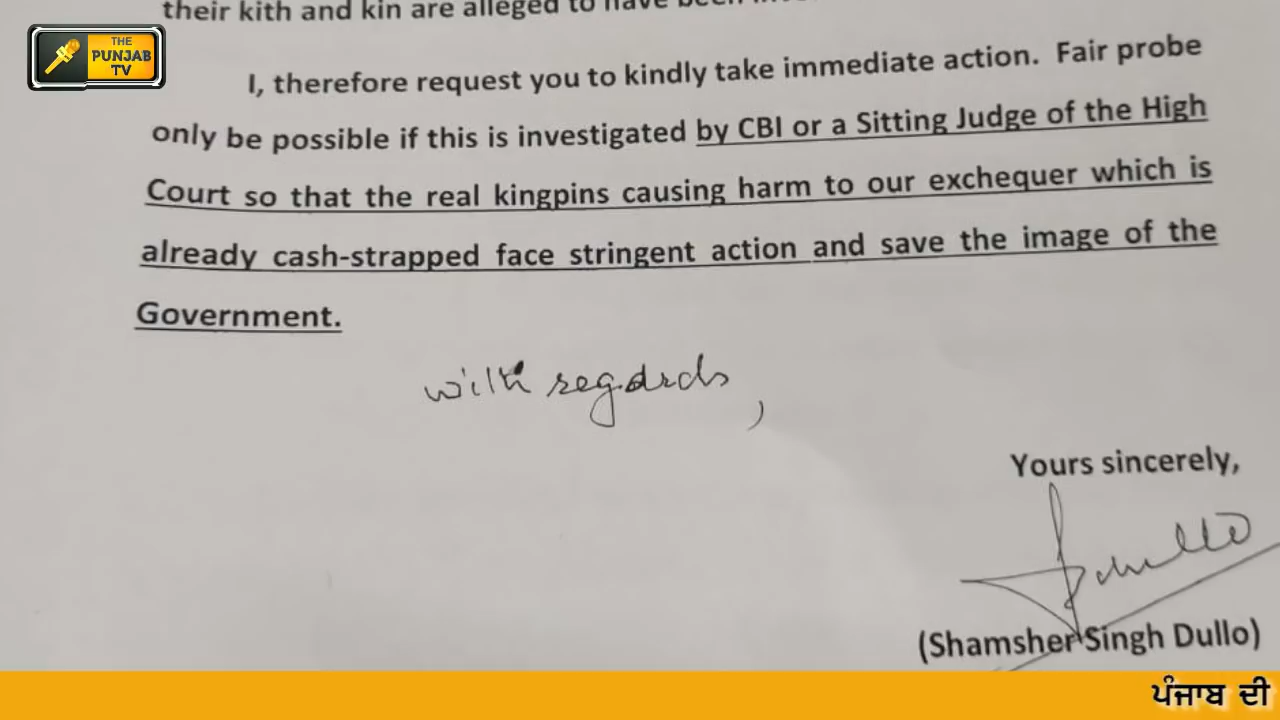 THE
PUNJAB
TV
their kith and kin are alleged to have been
I, therefore request you to kindly take immediate action. Fair probe
only be possible if this is investigated by CBI or a Sitting Judge of the High
Court so that the real kingpins causing harm to our exchequer which is
already cash-strapped face stringent action and save the image of the
Government.
with regards,
Yours sincerely,
Dullo
(Shamsher Singh Dullo)
ਪੰਜਾਬ ਦੀ